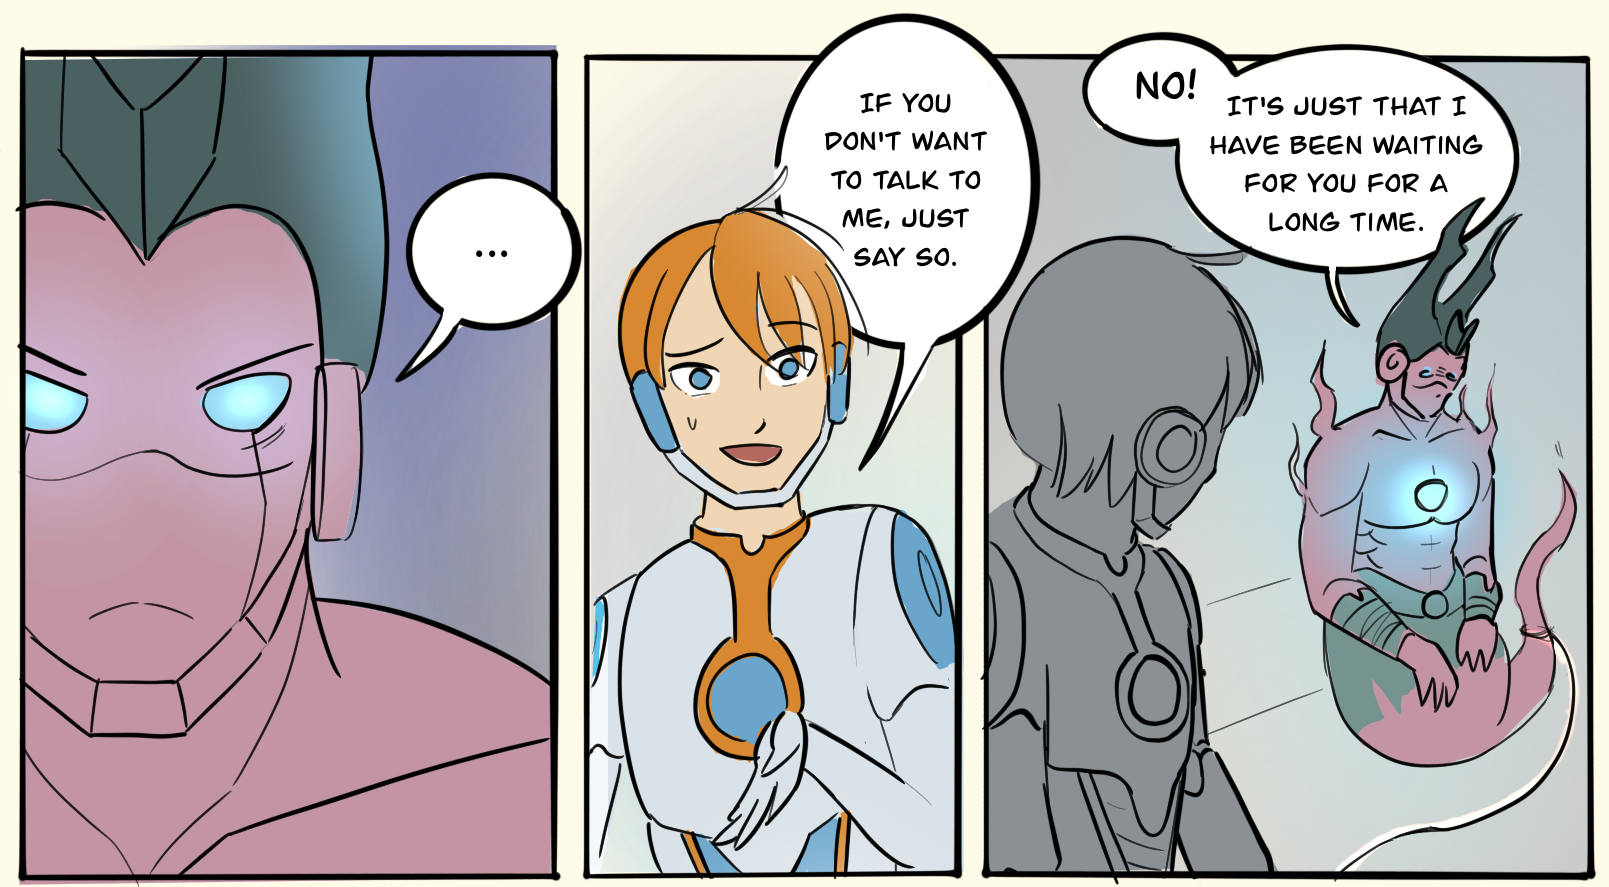 ...
IF YOU
DON'T WANT
TO TALK TO
ME, JUST
SAY SO.
NO!
IT'S JUST THAT I
HAVE BEEN WAITING
FOR YOU FOR A
LONG TIME.